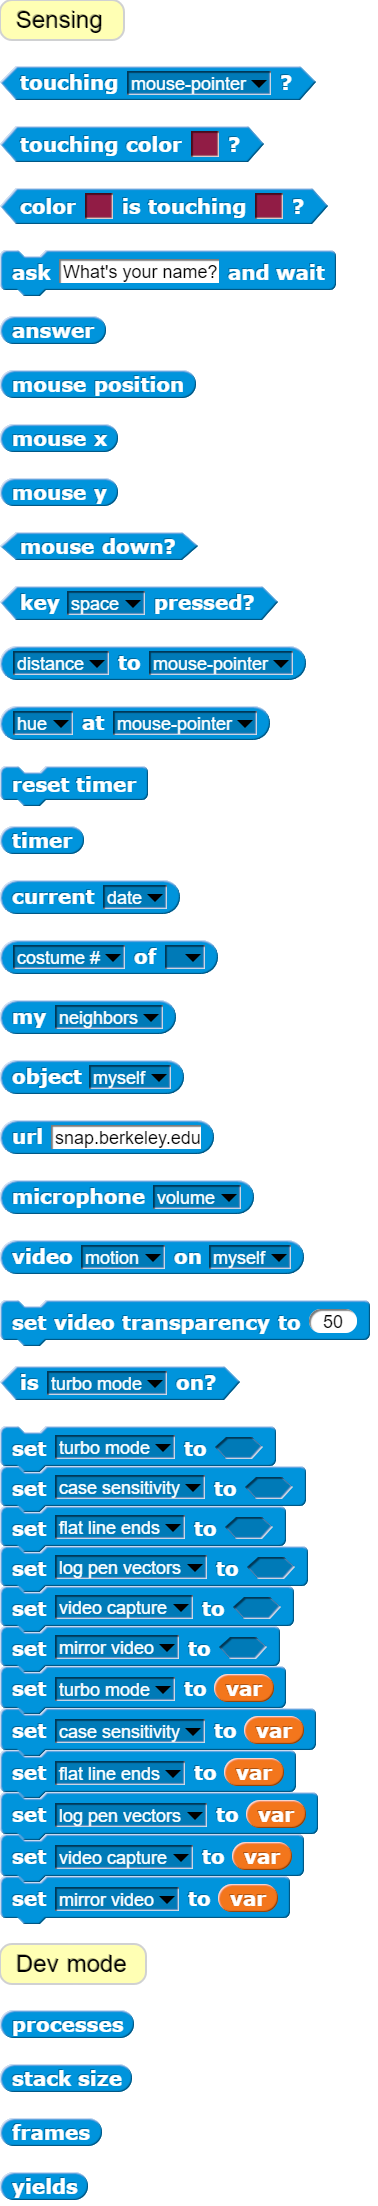 Sensing
touching mouse-pointer ?
touching color ?
color is touching ?
ask What's your name? and wait
answer
mouse position
mouse x
mouse y
mouse down?
key space pressed?
distance to mouse-pointer
hue at mouse-pointer
reset timer
timer
current date
costume # of
my neighbors
object myself
url snap.berkeley.edu
microphone volume
video motion on myself
set video transparency to 50
is turbo mode on?
set turbo mode to
set case sensitivity to
set flat line ends to
set log pen vectors to
set video capture to
set mirror video to
set turbo mode to var
set case sensitivity to var
set flat line ends to var
set log pen vectors to var
set video capture to var
set mirror video to var
Dev mode
processes
stack size
frames
yields